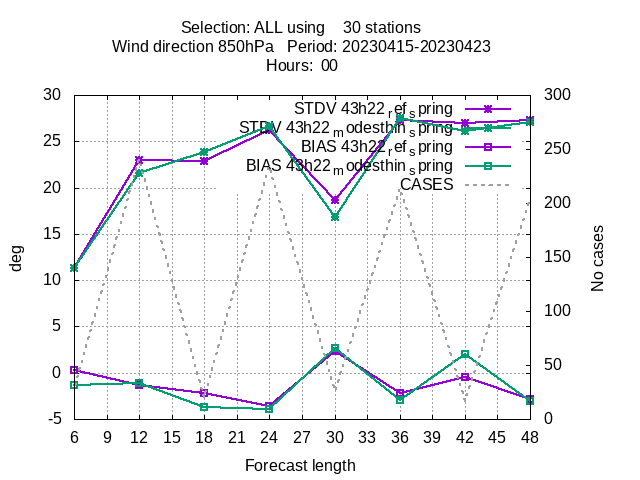 Selection: ALL using 30 stations
Wind direction 850hPa Period: 20230415-20230423
Hours: 00
STDV 43h22_ref_spring
STDV 43h22_modesthin_spring
BIAS 43h22_ref_spring
BIAS 43h22_modesthin_spring
CASES
deg
30
25
20
15
10
5
0
-5
No cases
300
250
200
150
100
50
0
6 9 12 15 18 21 24 27 30 33 36 39 42 45 48
Forecast length